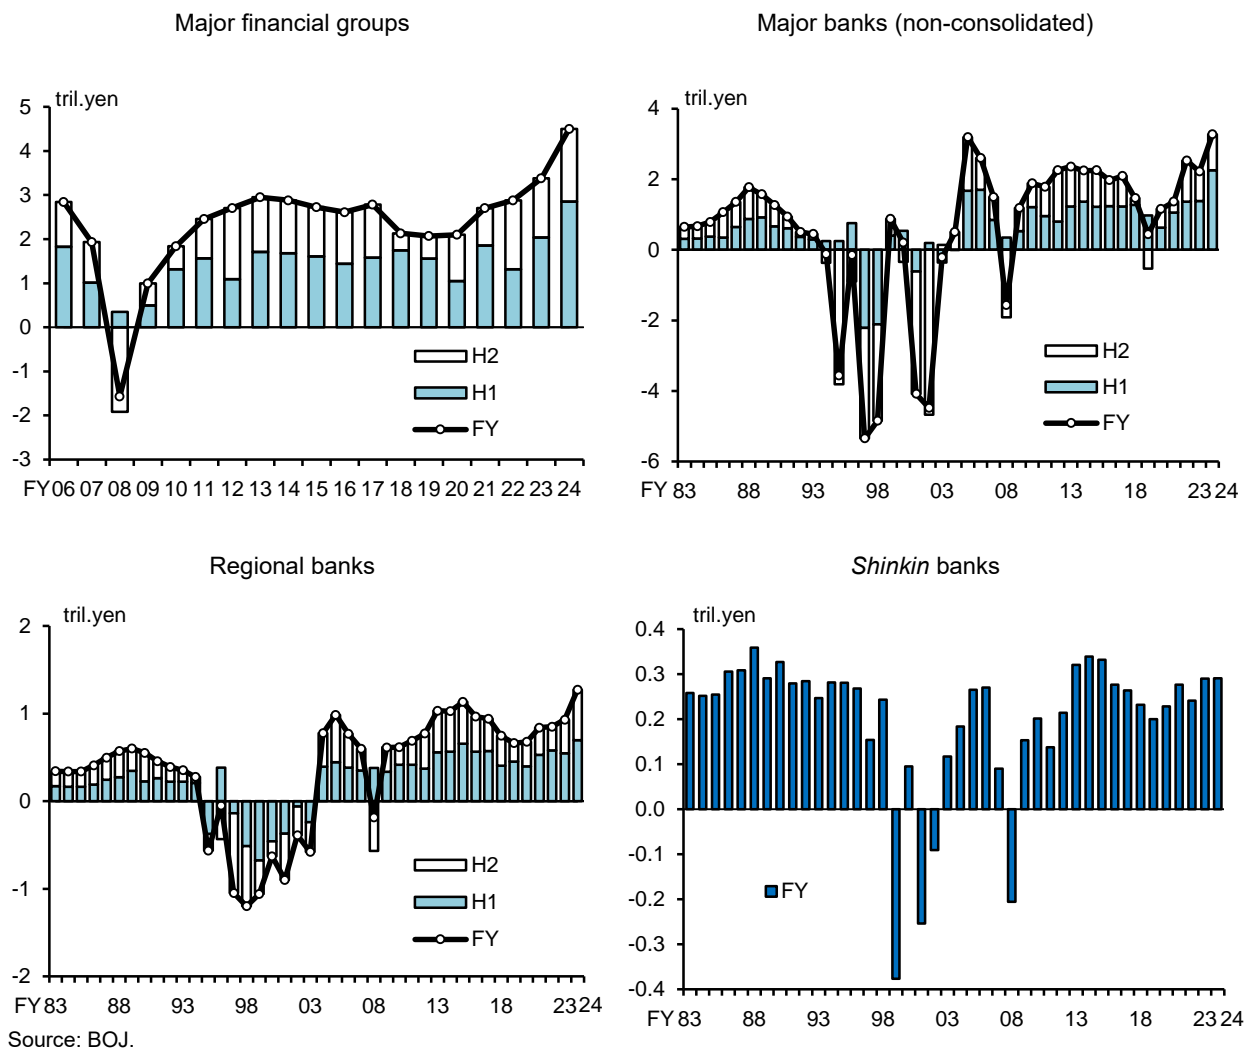 Major financial groups
tril.yen
5
4
3
2
1
0
-1
-2
-3
H2
H1
FY
FY 06 07 08 09 10 11 12 13 14 15 16 17 18 19 20 21 22 23 24
Major banks (non-consolidated)
tril.yen
4
2
0
-2
-4
-6
H2
H1
FY
FY 83 88 93 98 03 08 13 18 23 24
Regional banks
tril.yen
2
1
0
-1
-2
H2
H1
FY
FY 83 88 93 98 03 08 13 18 23 24
Shinkin banks
tril.yen
0.4
0.3
0.2
0.1
0.0
-0.1
-0.2
-0.3
-0.4
FY
FY 83 88 93 98 03 08 13 18 23 24
Source: BOJ.